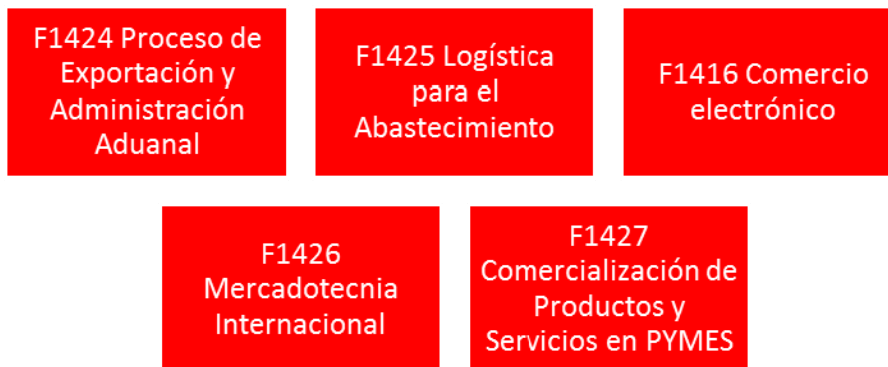 F1424 Proceso de
Exportación y
Administración
Aduanal
F1425 Logística
para el
Abastecimiento
F1416 Comercio
electrónico
F1426
Mercadotecnia
Internacional
F1427
Comercialización de
Productos y
Servicios en PYMES